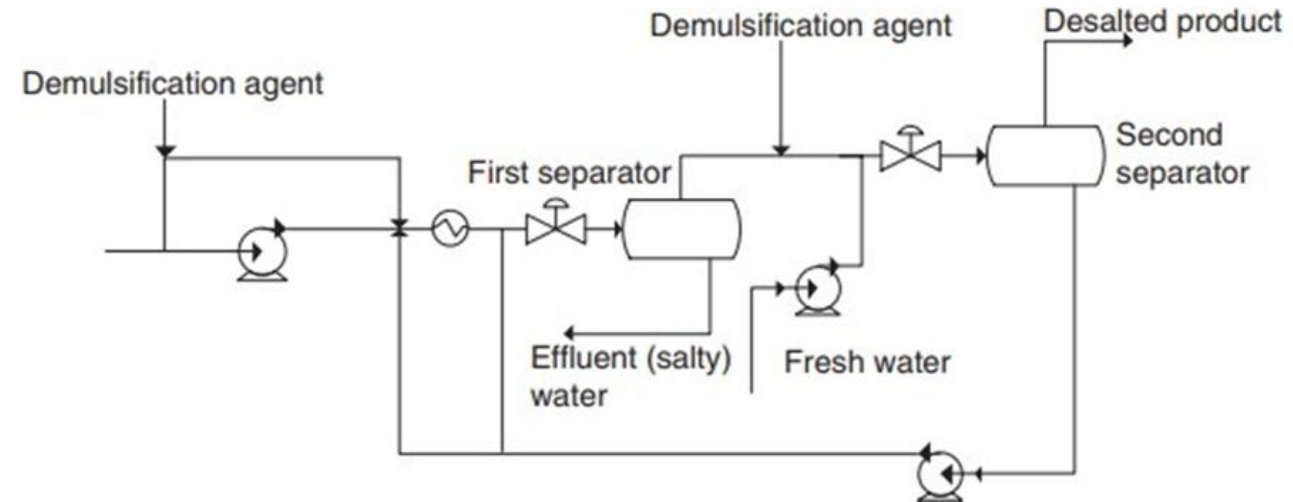 Demulsification agent
Desalted product
Demulsification agent
Second
separator
First separator
Effluent (salty)
water
Fresh water